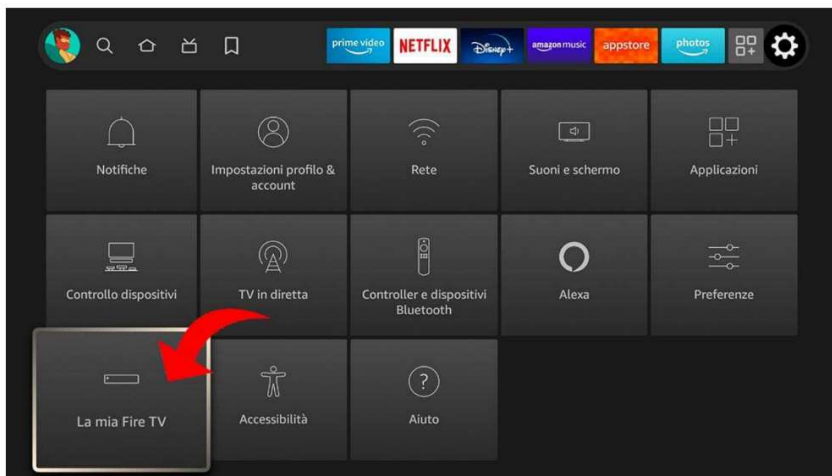 prime video
NETFLIX
Disney+
amazon music
appstore
photos
Notifiche
Impostazioni profilo &
account
Rete
Suoni e schermo
Applicazioni
Controllo dispositivi
TV in diretta
Controller e dispositivi
Bluetooth
Alexa
Preferenze
La mia Fire TV
Accessibilità
Aiuto